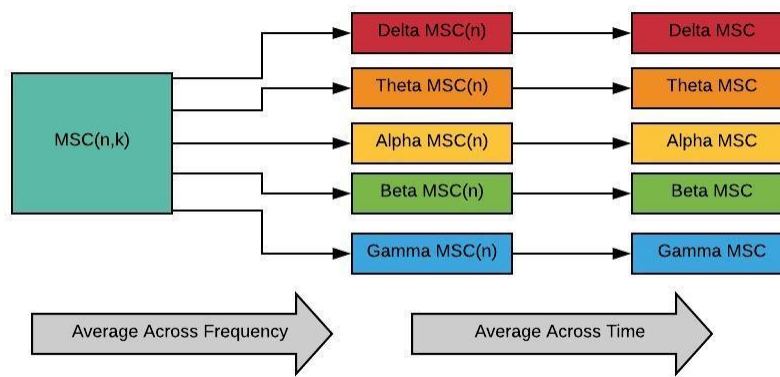 Delta MSC(n)
Delta MSC
Theta MSC(n)
Theta MSC
MSC(n,k)
Alpha MSC(n)
Alpha MSC
Beta MSC(n)
Beta MSC
Gamma MSC(n)
Gamma MSC
Average Across Frequency
Average Across Time